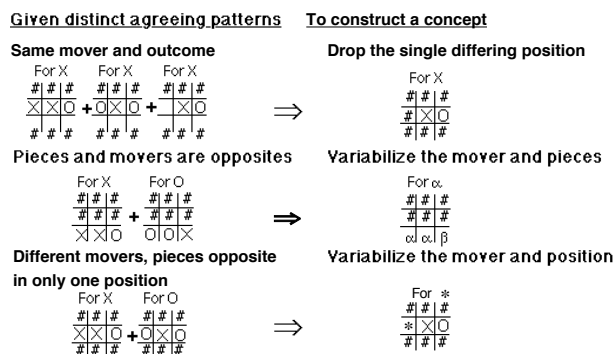 Given distinct agreeing patterns To construct a concept
Same mover and outcome Drop the single differing position
For X For X For X For X
# # # # # # # # # # # #
X X O + O X O + X O ⇒ # X O
# # # # # # # # # # # #
Pieces and movers are opposites Variabilize the mover and pieces
For X For O For α
# # # # # # # # #
# # # + # # # ⇒ # # #
X X O O O X α α β
Different movers, pieces opposite Variabilize the mover and position
in only one position
For X For O For *
# # # # # # # # #
X X O + O X O ⇒ * X O
# # # # # # # # #